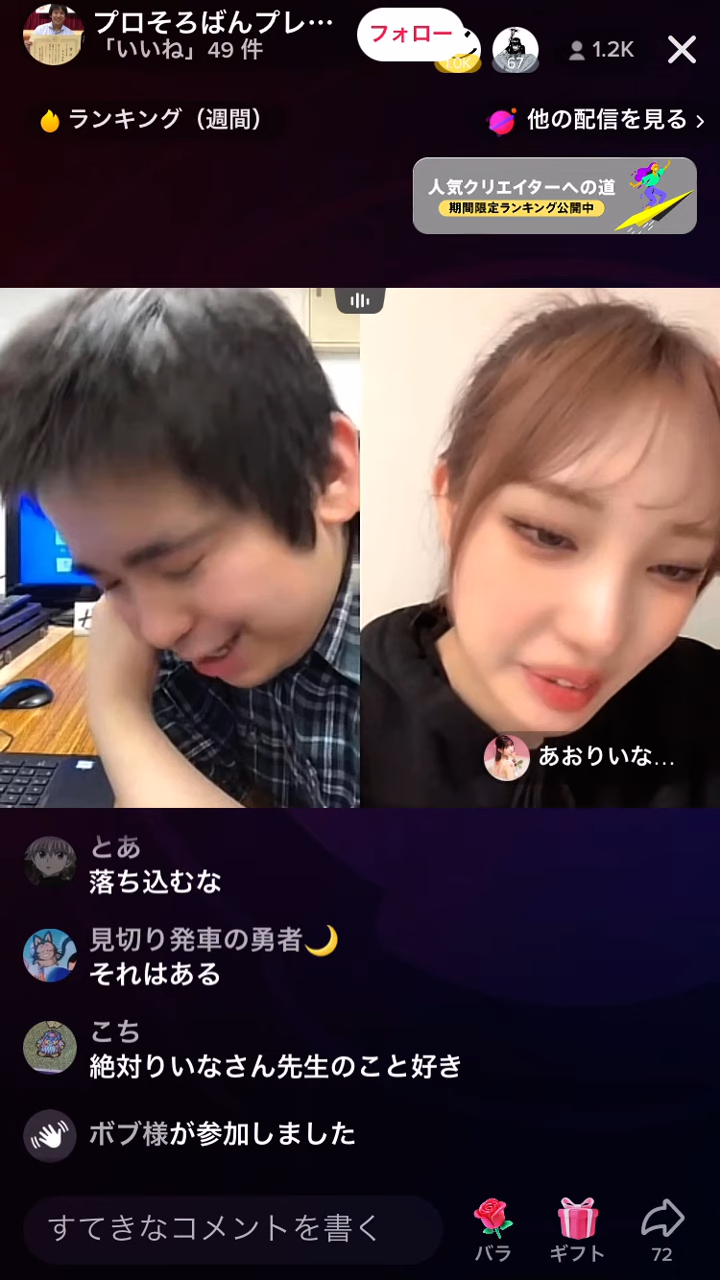 プロそろばんプレ…
「いいね」49 件
フォロー
10K
67
1.2K
ランキング（週間）
他の配信を見る
人気クリエイターへの道
期間限定ランキング公開中
あおりいな…
とあ
落ち込むな
見切り発車の勇者🌙
それはある
こち
絶対りいなさん先生のこと好き
ボブ様が参加しました
すてきなコメントを書く
バラ
ギフト
72